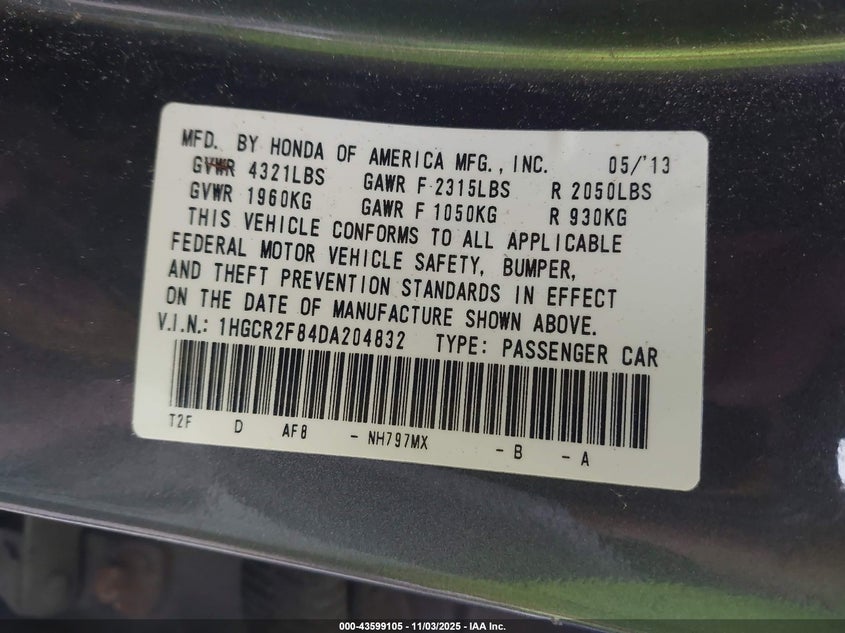 MFD. BY HONDA OF AMERICA MFG., INC. 05/'13
GVWR 4321LBS GAWR F 2315LBS R 2050LBS
GVWR 1960KG GAWR F 1050KG R 930KG
THIS VEHICLE CONFORMS TO ALL APPLICABLE
FEDERAL MOTOR VEHICLE SAFETY, BUMPER,
AND THEFT PREVENTION STANDARDS IN EFFECT
ON THE DATE OF MANUFACTURE SHOWN ABOVE.
V.I.N.: 1HGCR2F84DA204832 TYPE: PASSENGER CAR
T2F D AF8 - NH797MX - B - A
000-43599105 - 11/03/2025 - IAA Inc.